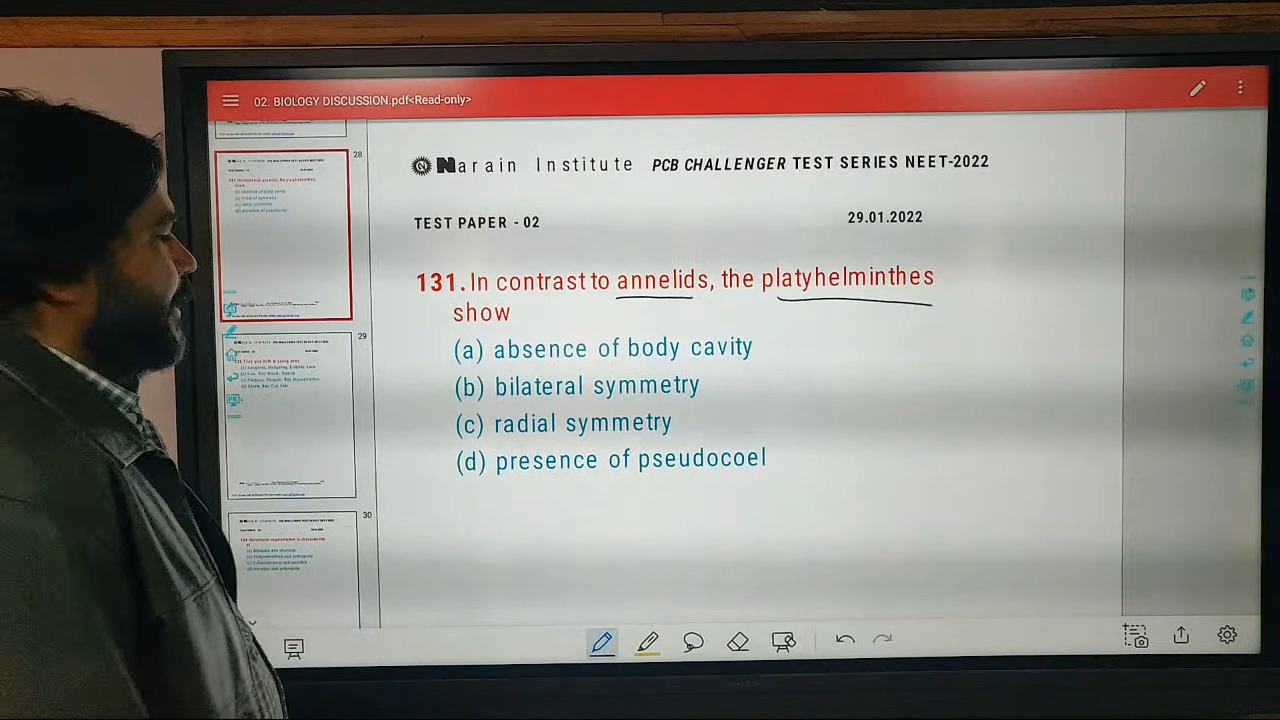 02. BIOLOGY DISCUSSION.pdf<Read-only>
28
29
30
Narain Institute PCB CHALLENGER TEST SERIES NEET-2022
TEST PAPER - 02 29.01.2022
131. In contrast to annelids, the platyhelminthes
show
(a) absence of body cavity
(b) bilateral symmetry
(c) radial symmetry
(d) presence of pseudocoel